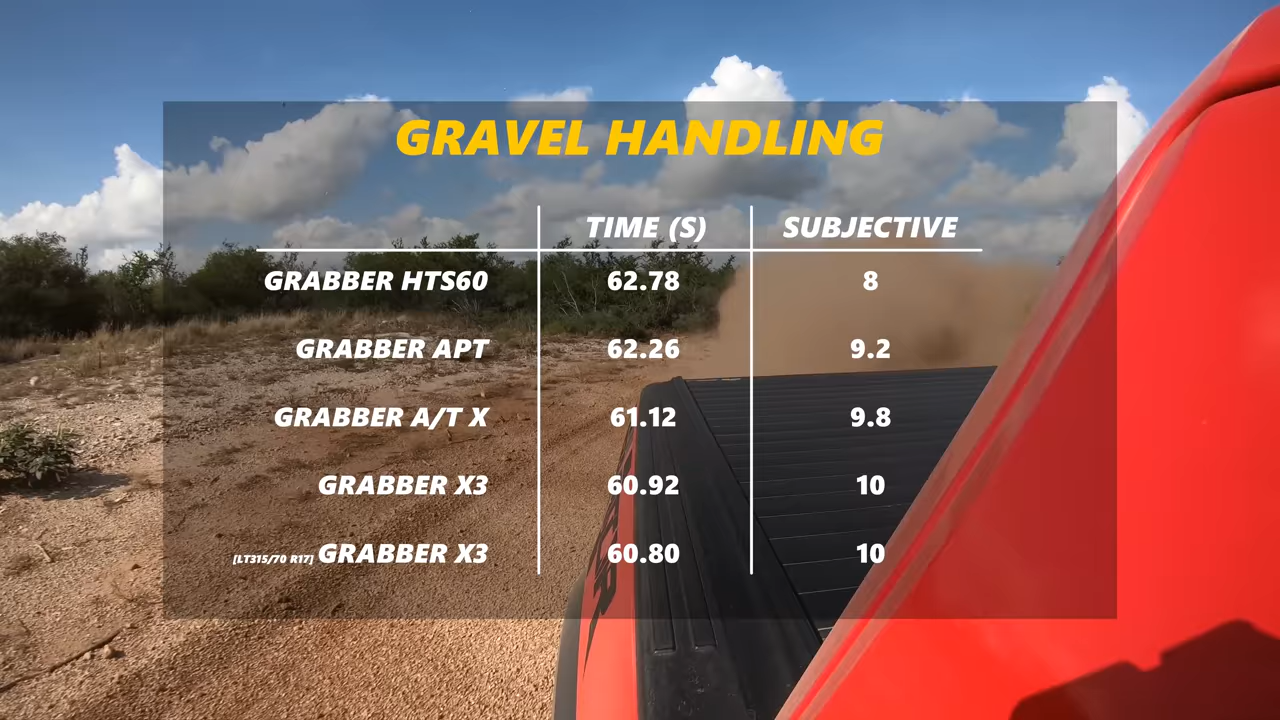 GRAVEL HANDLING
TIME (S) SUBJECTIVE
GRABBER HTS60 62.78 8
GRABBER APT 62.26 9.2
GRABBER A/T X 61.12 9.8
GRABBER X3 60.92 10
[LT315/70 R17] GRABBER X3 60.80 10